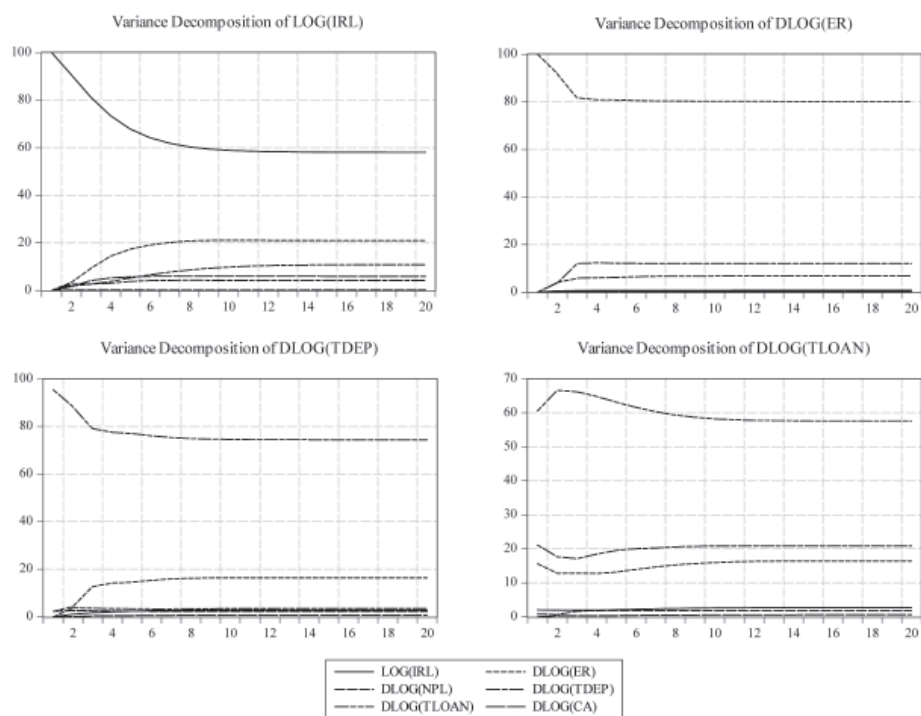 Variance Decomposition of LOG(IRL)
100
80
60
40
20
0
2 4 6 8 10 12 14 16 18 20
Variance Decomposition of DLOG(ER)
100
80
60
40
20
0
2 4 6 8 10 12 14 16 18 20
Variance Decomposition of DLOG(TDEP)
100
80
60
40
20
0
2 4 6 8 10 12 14 16 18 20
Variance Decomposition of DLOG(TLOAN)
70
60
50
40
30
20
10
0
2 4 6 8 10 12 14 16 18 20
LOG(IRL) DLOG(ER)
DLOG(NPL) DLOG(TDEP)
DLOG(TLOAN) DLOG(CA)